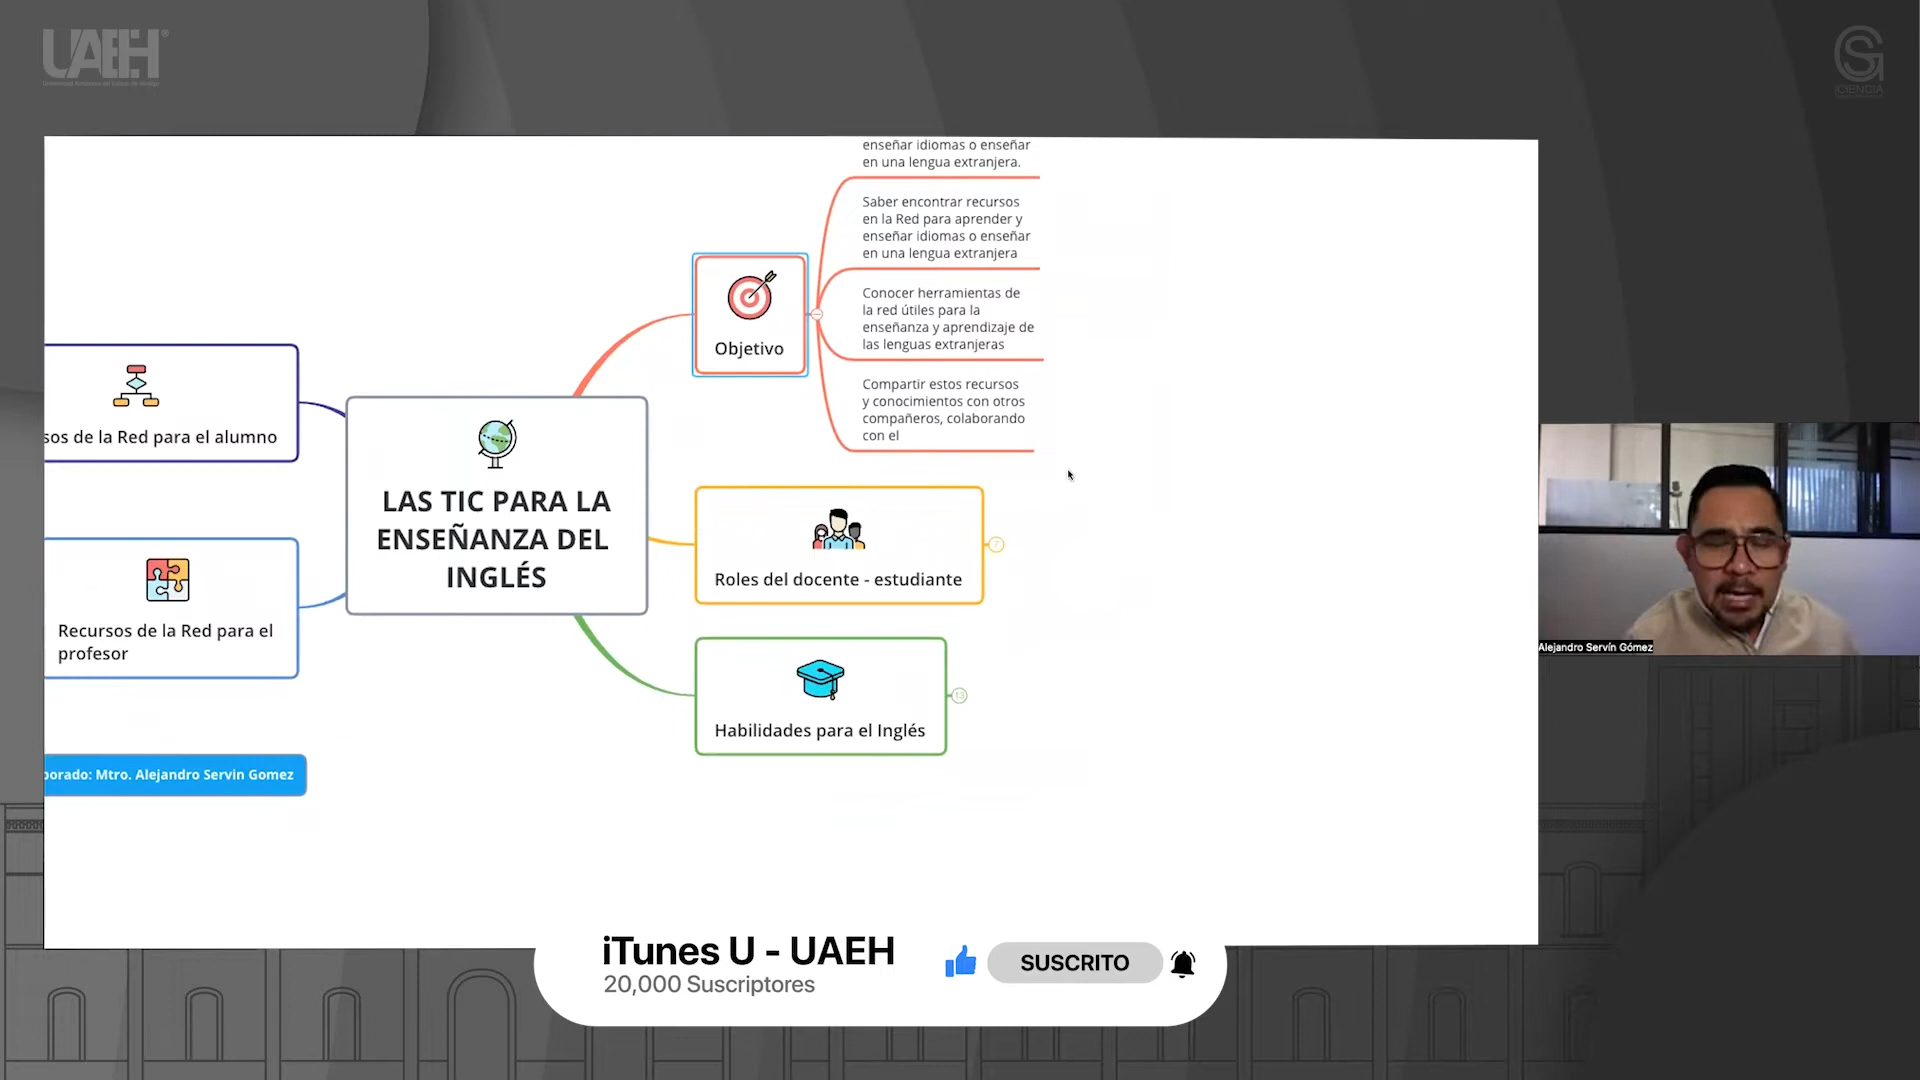 UAEH
CIENCIA
enseñar idiomas o enseñar
en una lengua extranjera.
Saber encontrar recursos
en la Red para aprender y
enseñar idiomas o enseñar
en una lengua extranjera
Conocer herramientas de
la red útiles para la
enseñanza y aprendizaje de
las lenguas extranjeras
Compartir estos recursos
y conocimientos con otros
compañeros, colaborando
con el
Objetivo
sos de la Red para el alumno
LAS TIC PARA LA
ENSEÑANZA DEL
INGLÉS
Roles del docente - estudiante
7
Recursos de la Red para el
profesor
Habilidades para el Inglés
13
borado: Mtro. Alejandro Servin Gomez
Alejandro Servín Gómez
iTunes U - UAEH
20,000 Suscriptores
SUSCRITO